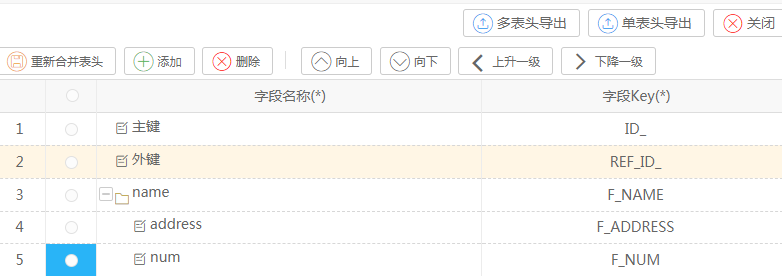 多表头导出 单表头导出 关闭
重新合并表头 添加 删除 向上 向下 上升一级 下降一级
字段名称(*) 字段Key(*)
1 主键 ID_
2 外键 REF_ID_
3 name F_NAME
4 address F_ADDRESS
5 num F_NUM